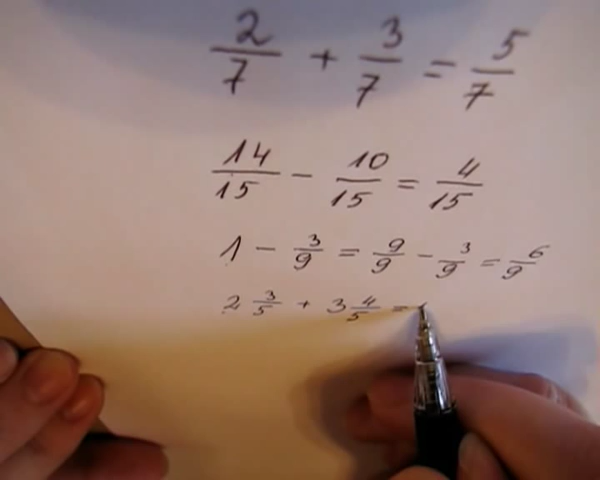 2/7 + 3/7 = 5/7
14/15 - 10/15 = 4/15
1 - 3/9 = 9/9 - 3/9 = 6/9
2 3/5 + 3 4/5 =